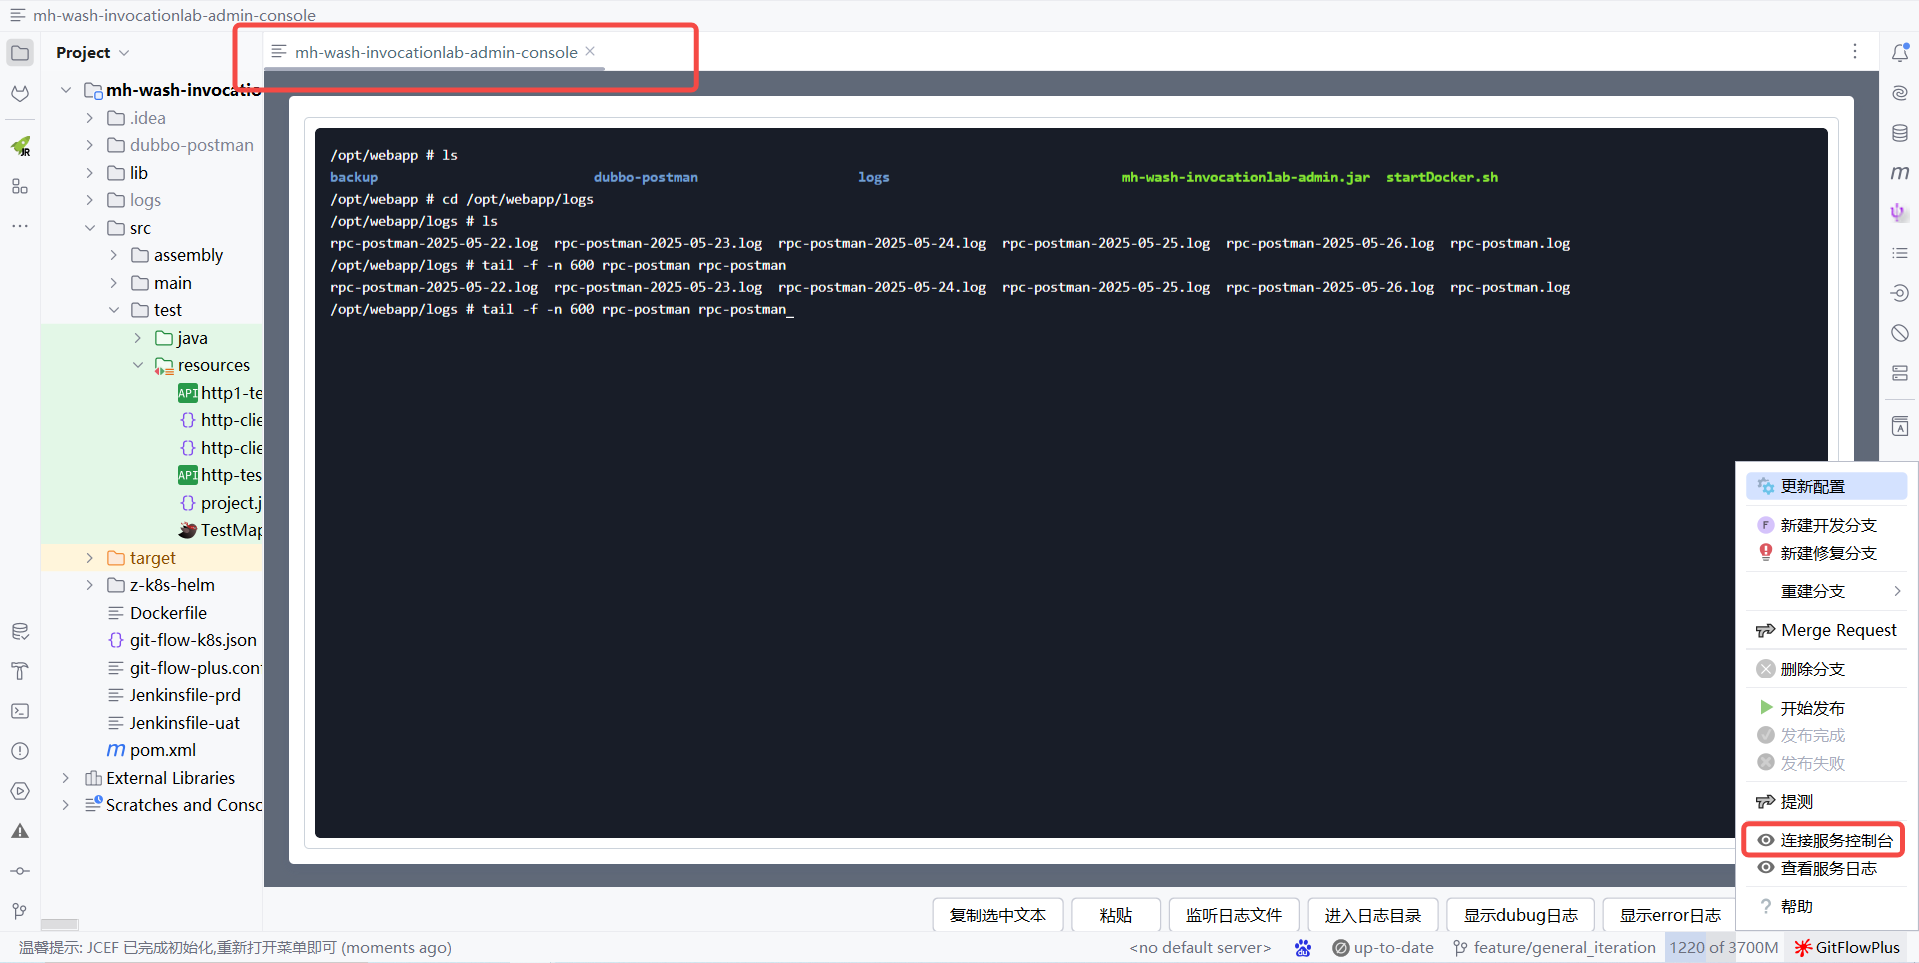 mh-wash-invocationlab-admin-console
Project
mh-wash-invocationlab-admin-console
mh-wash-invocatio
.idea
dubbo-postman
lib
logs
src
assembly
main
test
java
resources
API http1-te
{} http-clie
{} http-clie
API http-tes
{} project.j
TestMap
target
z-k8s-helm
Dockerfile
{} git-flow-k8s.json
git-flow-plus.con
Jenkinsfile-prd
Jenkinsfile-uat
m pom.xml
External Libraries
Scratches and Consc
/opt/webapp # ls
backup dubbo-postman logs mh-wash-invocationlab-admin.jar startDocker.sh
/opt/webapp # cd /opt/webapp/logs
/opt/webapp/logs # ls
rpc-postman-2025-05-22.log rpc-postman-2025-05-23.log rpc-postman-2025-05-24.log rpc-postman-2025-05-25.log rpc-postman-2025-05-26.log rpc-postman.log
/opt/webapp/logs # tail -f -n 600 rpc-postman rpc-postman
rpc-postman-2025-05-22.log rpc-postman-2025-05-23.log rpc-postman-2025-05-24.log rpc-postman-2025-05-25.log rpc-postman-2025-05-26.log rpc-postman.log
/opt/webapp/logs # tail -f -n 600 rpc-postman rpc-postman_
更新配置
F 新建开发分支
新建修复分支
重建分支
Merge Request
删除分支
开始发布
发布完成
发布失败
提测
连接服务控制台
查看服务日志
? 帮助
复制选中文本 粘贴 监听日志文件 进入日志目录 显示dubug日志 显示error日志
温馨提示: JCEF 已完成初始化,重新打开菜单即可 (moments ago) <no default server> up-to-date feature/general_iteration 1220 of 3700M GitFlowPlus